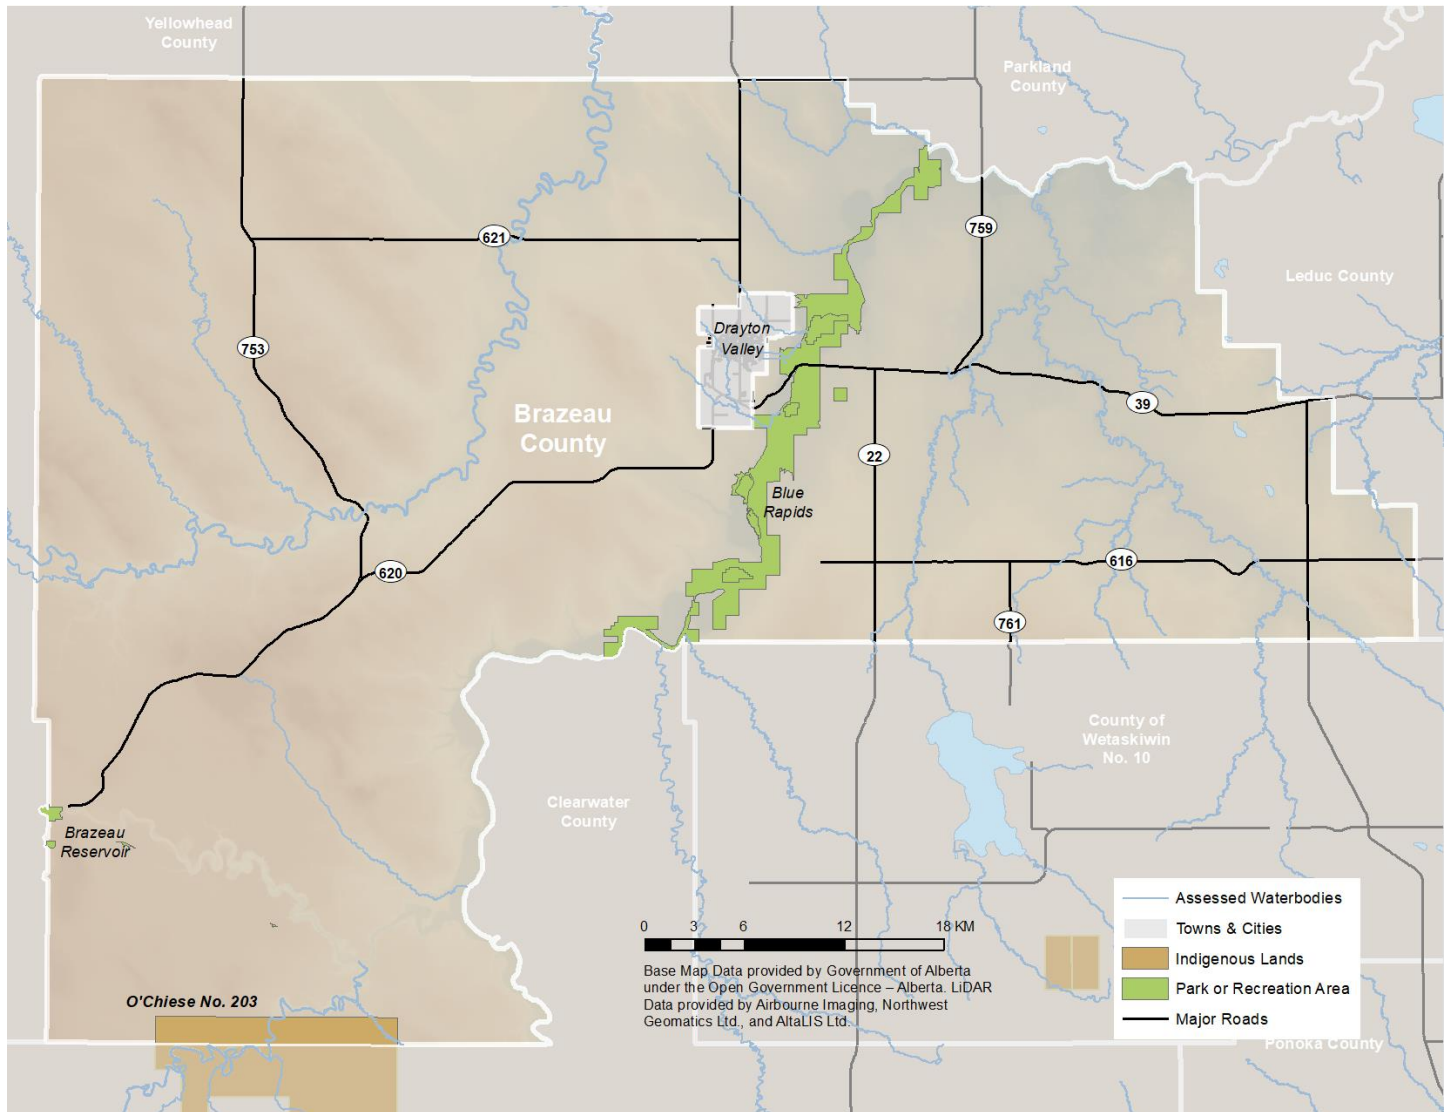 Yellowhead
County
Parkland
County
621
759
Leduc County
753
Drayton
Valley
39
Brazeau
County
22
Blue
Rapids
620
616
761
County of
Wetaskiwin
No. 10
Clearwater
County
Brazeau
Reservoir
0 3 6 12 18 KM
Base Map Data provided by Government of Alberta
under the Open Government Licence – Alberta. LiDAR
Data provided by Airbourne Imaging, Northwest
Geomatics Ltd., and AltaLIS Ltd.
Assessed Waterbodies
Towns & Cities
Indigenous Lands
Park or Recreation Area
Major Roads
O'Chiese No. 203
Ponoka County